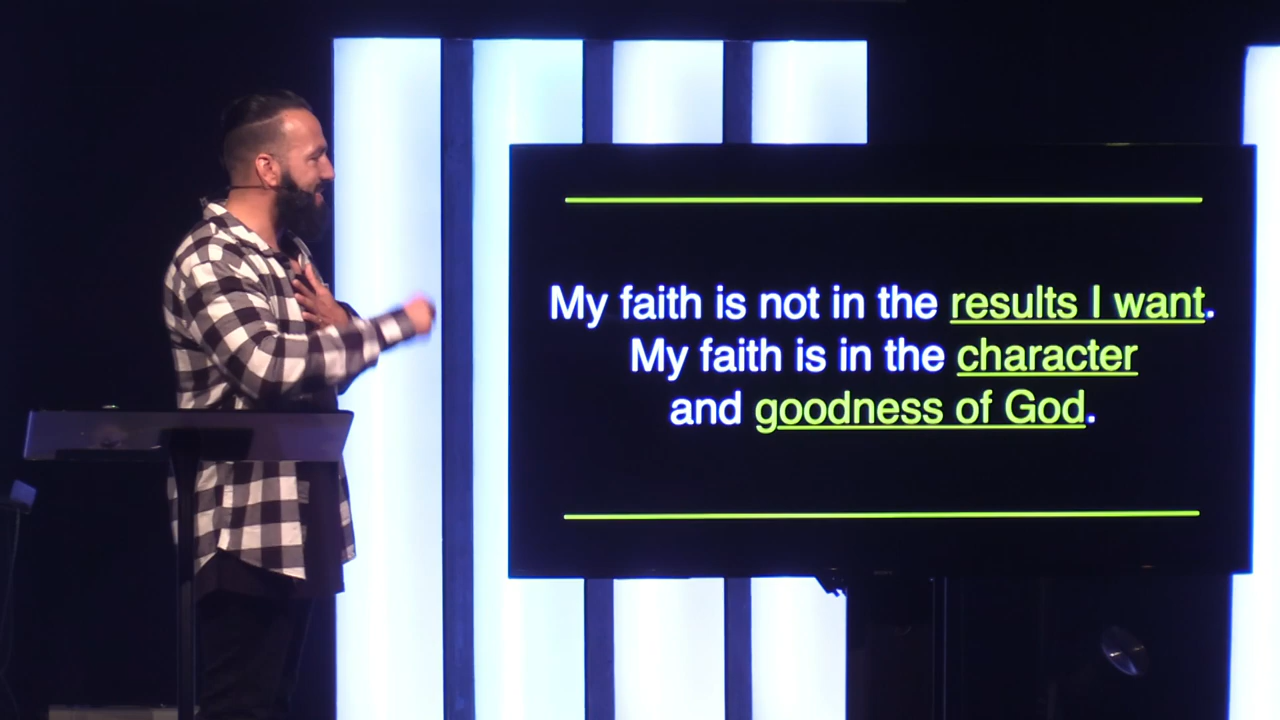 My faith is not in the results I want.
My faith is in the character
and goodness of God.